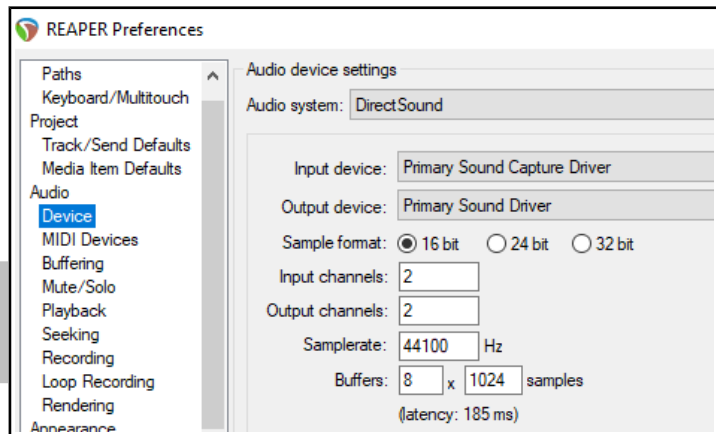 REAPER Preferences
Paths
Keyboard/Multitouch
Project
Track/Send Defaults
Media Item Defaults
Audio
Device
MIDI Devices
Buffering
Mute/Solo
Playback
Seeking
Recording
Loop Recording
Rendering
Appearance
Audio device settings
Audio system: DirectSound
Input device: Primary Sound Capture Driver
Output device: Primary Sound Driver
Sample format: 16 bit 24 bit 32 bit
Input channels: 2
Output channels: 2
Samplerate: 44100 Hz
Buffers: 8 x 1024 samples
(latency: 185 ms)